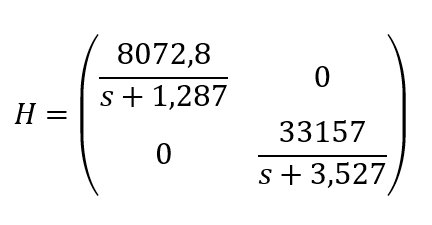 H = ( 8072,8 / s + 1,287    0
0    33157 / s + 3,527 )